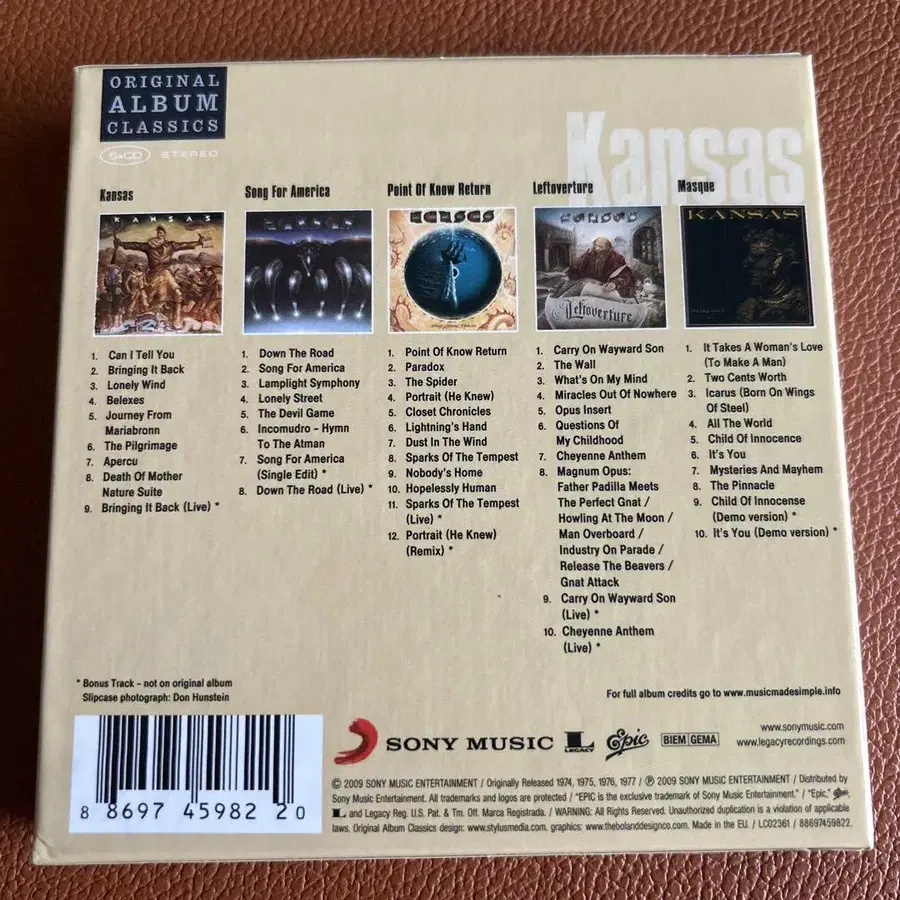 ORIGINAL
ALBUM
CLASSICS
5xCD STEREO
Kansas
Kansas
KANSAS
1. Can I Tell You
2. Bringing It Back
3. Lonely Wind
4. Belexes
5. Journey From
Mariabronn
6. The Pilgrimage
7. Apercu
8. Death Of Mother
Nature Suite
9. Bringing It Back (Live) *
Song For America
KANSAS
1. Down The Road
2. Song For America
3. Lamplight Symphony
4. Lonely Street
5. The Devil Game
6. Incomudro - Hymn
To The Atman
7. Song For America
(Single Edit) *
8. Down The Road (Live) *
Point Of Know Return
KANSAS
1. Point Of Know Return
2. Paradox
3. The Spider
4. Portrait (He Knew)
5. Closet Chronicles
6. Lightning's Hand
7. Dust In The Wind
8. Sparks Of The Tempest
9. Nobody's Home
10. Hopelessly Human
11. Sparks Of The Tempest
(Live) *
12. Portrait (He Knew)
(Remix) *
Leftoverture
KANSAS
Leftoverture
1. Carry On Wayward Son
2. The Wall
3. What's On My Mind
4. Miracles Out Of Nowhere
5. Opus Insert
6. Questions Of
My Childhood
7. Cheyenne Anthem
8. Magnum Opus:
Father Padilla Meets
The Perfect Gnat /
Howling At The Moon /
Man Overboard /
Industry On Parade /
Release The Beavers /
Gnat Attack
9. Carry On Wayward Son
(Live) *
10. Cheyenne Anthem
(Live) *
Masque
KANSAS
1. It Takes A Woman's Love
(To Make A Man)
2. Two Cents Worth
3. Icarus (Born On Wings
Of Steel)
4. All The World
5. Child Of Innocence
6. It's You
7. Mysteries And Mayhem
8. The Pinnacle
9. Child Of Innocense
(Demo version) *
10. It's You (Demo version) *
* Bonus Track - not on original album
Slipcase photograph: Don Hunstein
For full album credits go to www.musicmadesimple.info
8 8697 45982 20
SONY MUSIC
L LEGACY
Epic
BIEM GEMA
www.sonymusic.com
www.legacyrecordings.com
© 2009 SONY MUSIC ENTERTAINMENT / Originally Released 1974, 1975, 1976, 1977 / ℗ 2009 SONY MUSIC ENTERTAINMENT / Distributed by
Sony Music Entertainment. All trademarks and logos are protected / "EPIC is the exclusive trademark of Sony Music Entertainment." / "Epic," Epic
L and Legacy Reg. U.S. Pat. & Tm. Off. Marca Registrada. / WARNING: All Rights Reserved. Unauthorized duplication is a violation of applicable
laws. Original Album Classics design: www.stylusmedia.com. graphics: www.thebolanddesignco.com. Made in the EU. / LC02361 / 88697459822.